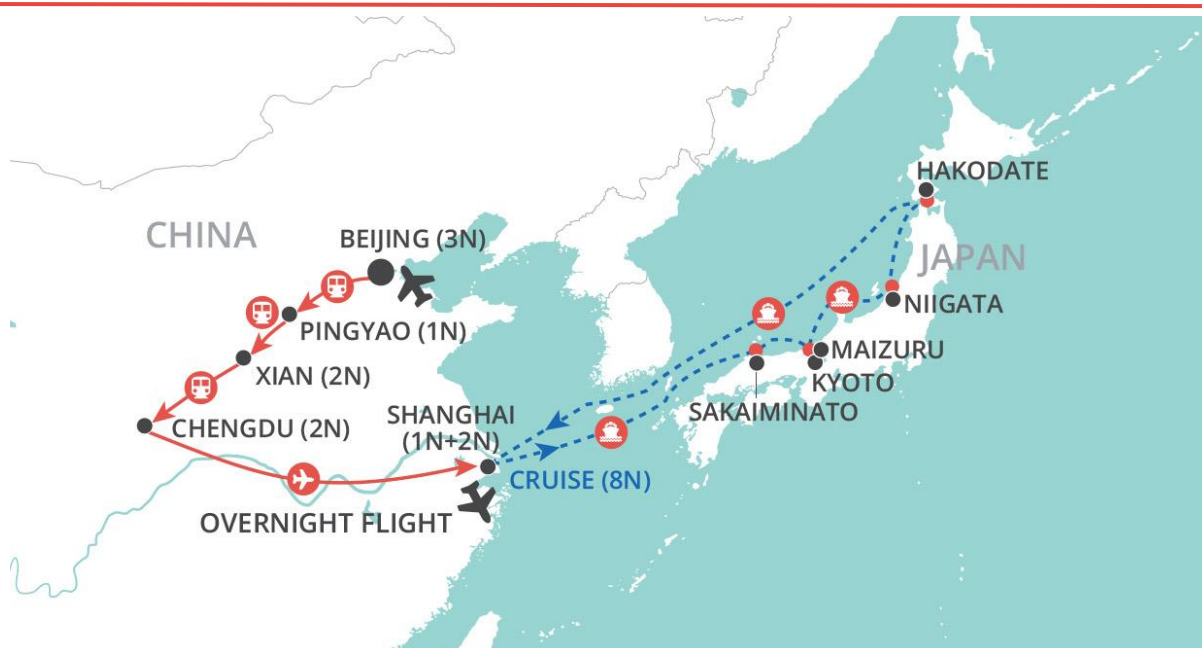 HAKODATE
CHINA
BEIJING (3N)
JAPAN
NIIGATA
PINGYAO (1N)
MAIZURU
XIAN (2N)
KYOTO
SAKAIMINATO
SHANGHAI
(1N+2N)
CHENGDU (2N)
CRUISE (8N)
OVERNIGHT FLIGHT